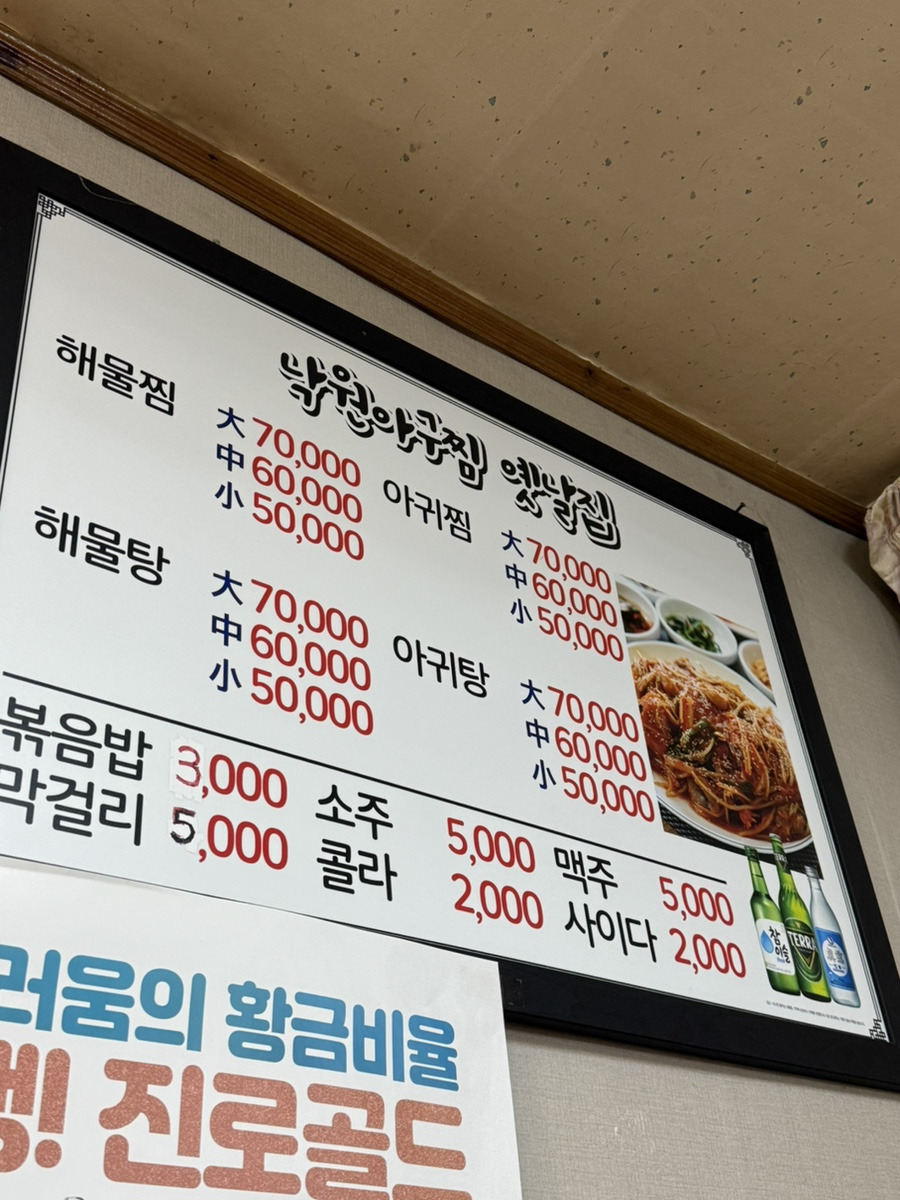 낙원아구찜 옛날집
해물찜
大 70,000
中 60,000
小 50,000
아귀찜
大 70,000
中 60,000
小 50,000
해물탕
大 70,000
中 60,000
小 50,000
아귀탕
大 70,000
中 60,000
小 50,000
볶음밥 3,000
막걸리 5,000
소주 5,000
콜라 2,000
맥주 5,000
사이다 2,000
참이슬
TERRA
러움의 황금비율
! 진로골드